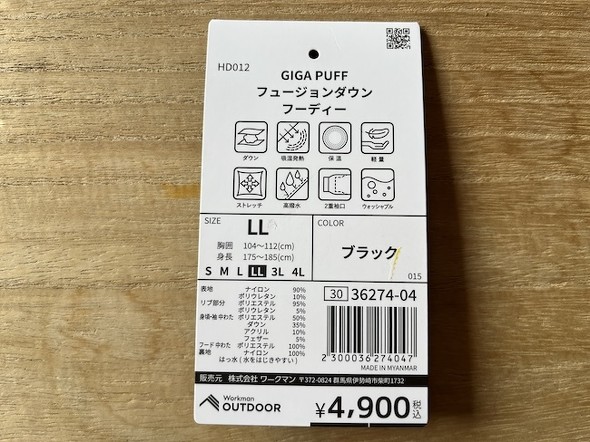 HD012
GIGA PUFF
フュージョンダウン
フーディー
ダウン
吸湿発熱
保温
軽量
ストレッチ
高撥水
2重袖口
ウォッシャブル
SIZE
LL
胸囲 104～112(cm)
身長 175～185(cm)
S M L LL 3L 4L
COLOR
ブラック
015
表地 ナイロン 90%
ポリウレタン 10%
リブ部分 ポリエステル 95%
ポリウレタン 5%
身頃・袖 中わた ポリエステル 50%
ダウン 35%
アクリル 10%
フェザー 5%
フード 中わた ポリエステル 100%
裏地 ナイロン 100%
はっ水(水をはじきやすい)
30 36274-04
2300036274047
MADE IN MYANMAR
販売元 株式会社 ワークマン 〒372-0824 群馬県伊勢崎市柴町1732
Workman
OUTDOOR
¥4,900税込